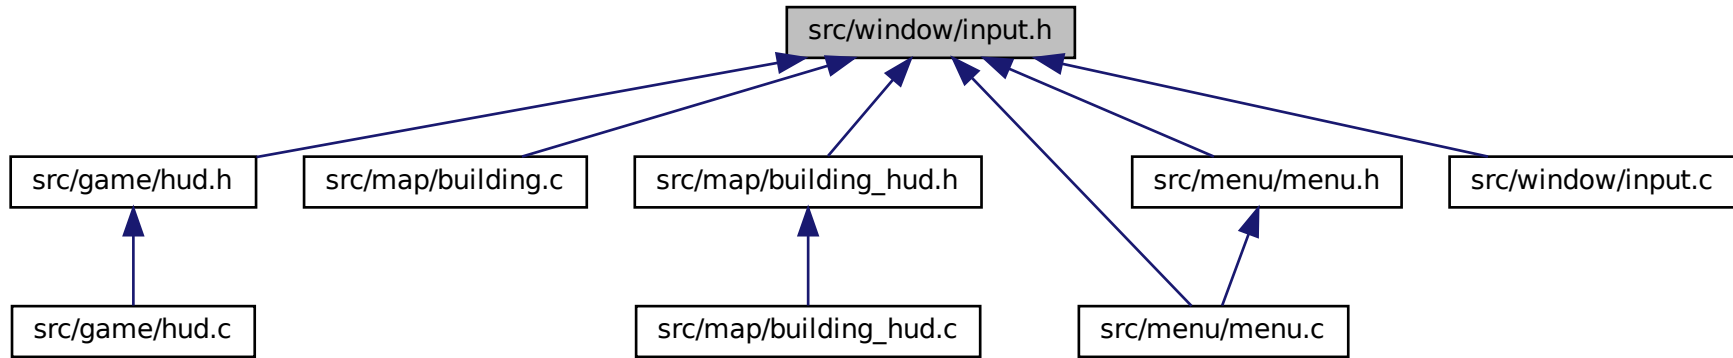 src/window/input.h
src/game/hud.h
src/map/building.c
src/map/building_hud.h
src/menu/menu.h
src/window/input.c
src/game/hud.c
src/map/building_hud.c
src/menu/menu.c